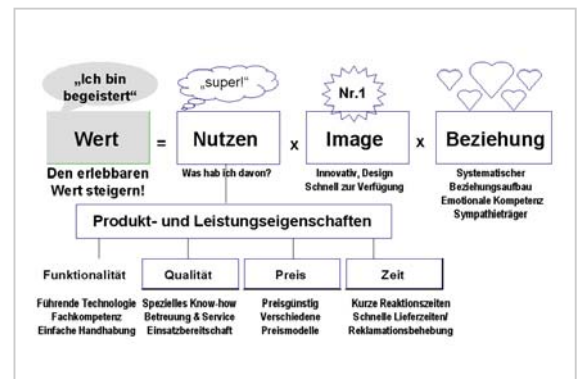 „Ich bin
begeistert“
„super!“
Nr.1
Wert = Nutzen x Image x Beziehung
Den erlebbaren
Wert steigern!
Was hab ich davon?
Innovativ, Design
Schnell zur Verfügung
Systematischer
Beziehungsaufbau
Emotionale Kompetenz
Sympathieträger
Produkt- und Leistungseigenschaften
Funktionalität
Führende Technologie
Fachkompetenz
Einfache Handhabung
Qualität
Spezielles Know-how
Betreuung & Service
Einsatzbereitschaft
Preis
Preisgünstig
Verschiedene
Preismodelle
Zeit
Kurze Reaktionszeiten
Schnelle Lieferzeiten/
Reklamationsbehebung